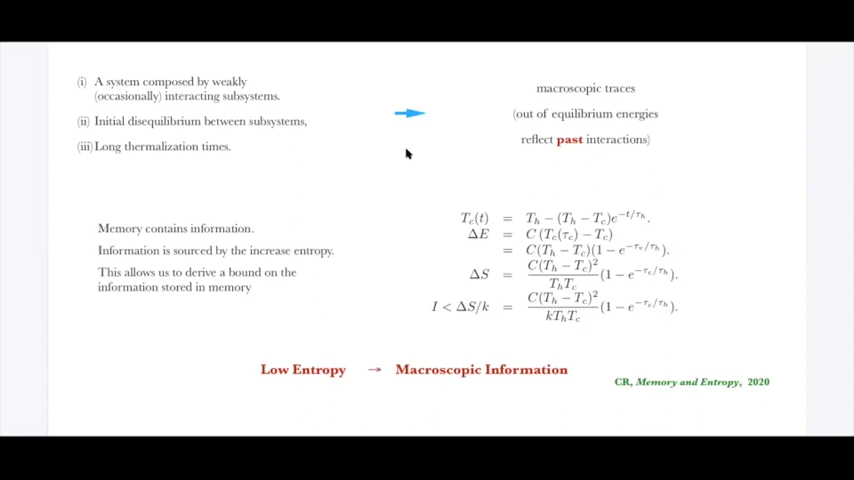 (i) A system composed by weakly
(occasionally) interacting subsystems.
(ii) Initial disequilibrium between subsystems,
(iii) Long thermalization times.
macroscopic traces
(out of equilibrium energies
reflect past interactions)
Memory contains information.
Information is sourced by the increase entropy.
This allows us to derive a bound on the
information stored in memory
T_c(t) = T_h − (T_h − T_c)e^{−t/τ_h}.
ΔE = C (T_c(τ_c) − T_c)
= C(T_h − T_c)(1 − e^{−τ_c/τ_h}).
ΔS = C(T_h − T_c)^2 / T_hT_c (1 − e^{−τ_c/τ_h}).
I < ΔS/k = C(T_h − T_c)^2 / kT_hT_c (1 − e^{−τ_c/τ_h}).
Low Entropy → Macroscopic Information
CR, Memory and Entropy, 2020